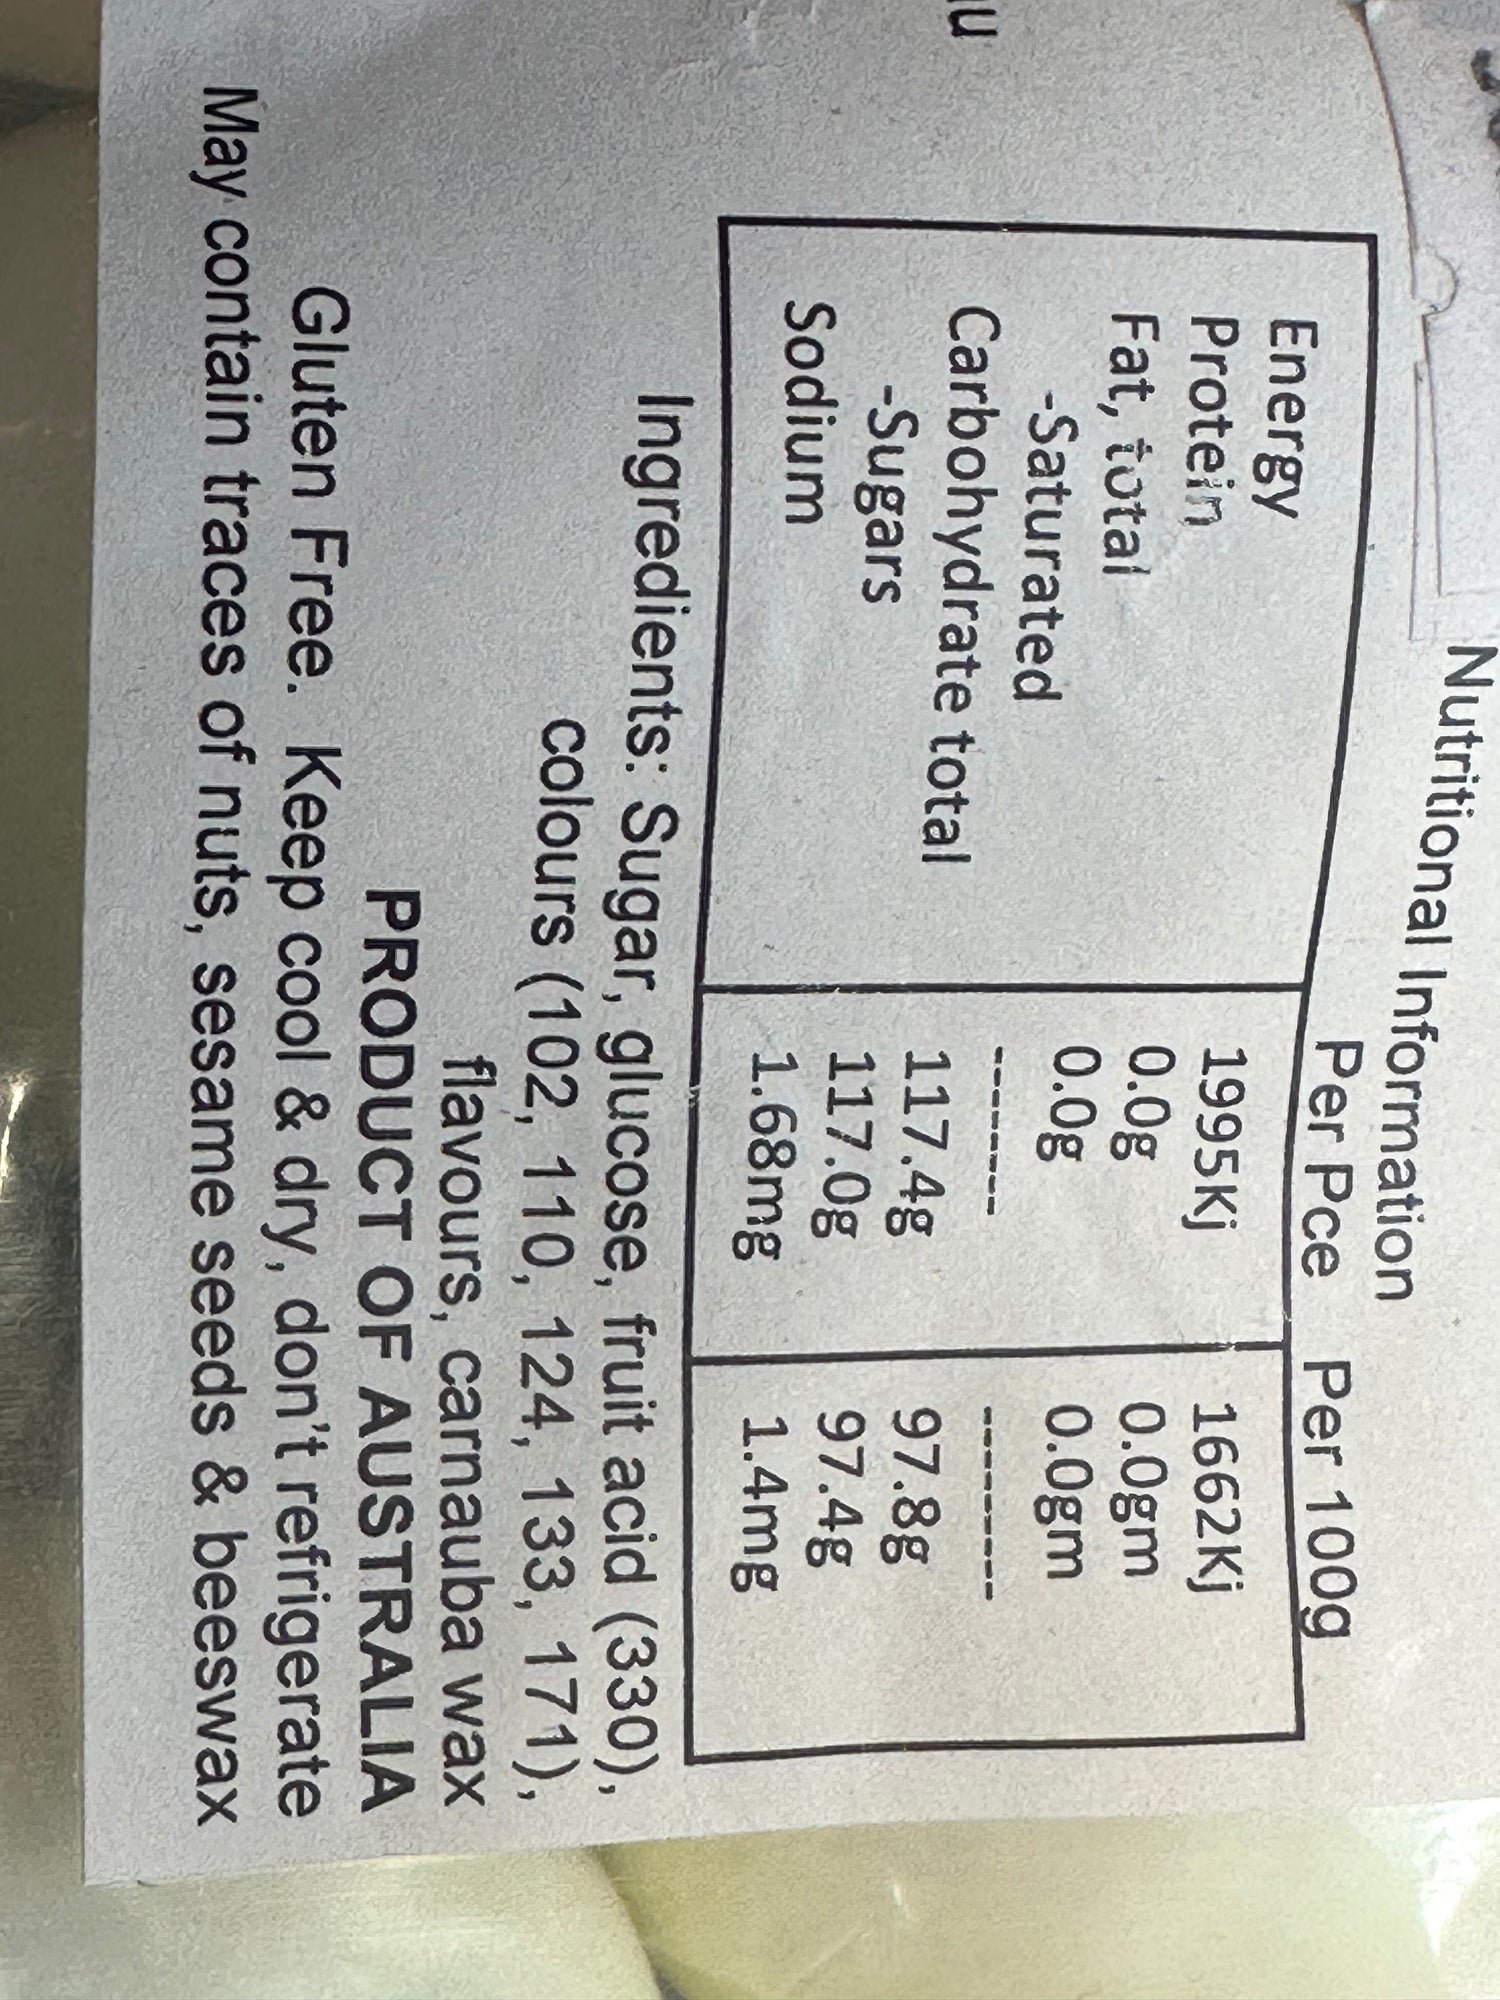 Nutritional Information
Per Pce Per 100g
Energy 1995Kj 1662Kj
Protein 0.0g 0.0gm
Fat, total 0.0g 0.0gm
-Saturated -------- --------
Carbohydrate total 117.4g 97.8g
-Sugars 117.0g 97.4g
Sodium 1.68mg 1.4mg
Ingredients: Sugar, glucose, fruit acid (330),
colours (102, 110, 124, 133, 171),
flavours, carnauba wax
PRODUCT OF AUSTRALIA
Gluten Free. Keep cool & dry, don't refrigerate
May contain traces of nuts, sesame seeds & beeswax